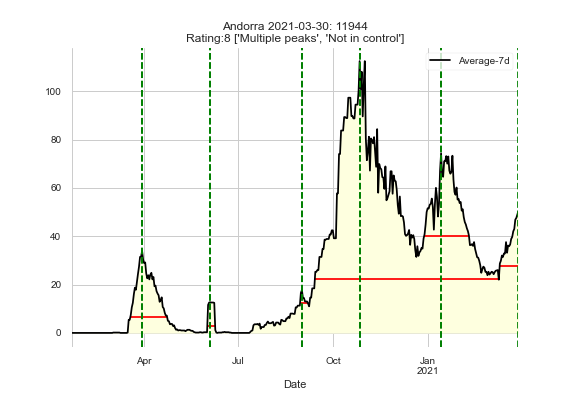 Andorra 2021-03-30: 11944
Rating:8 ['Multiple peaks', 'Not in control']
Average-7d
100
80
60
40
20
0
Apr
Jul
Oct
Jan
2021
Date